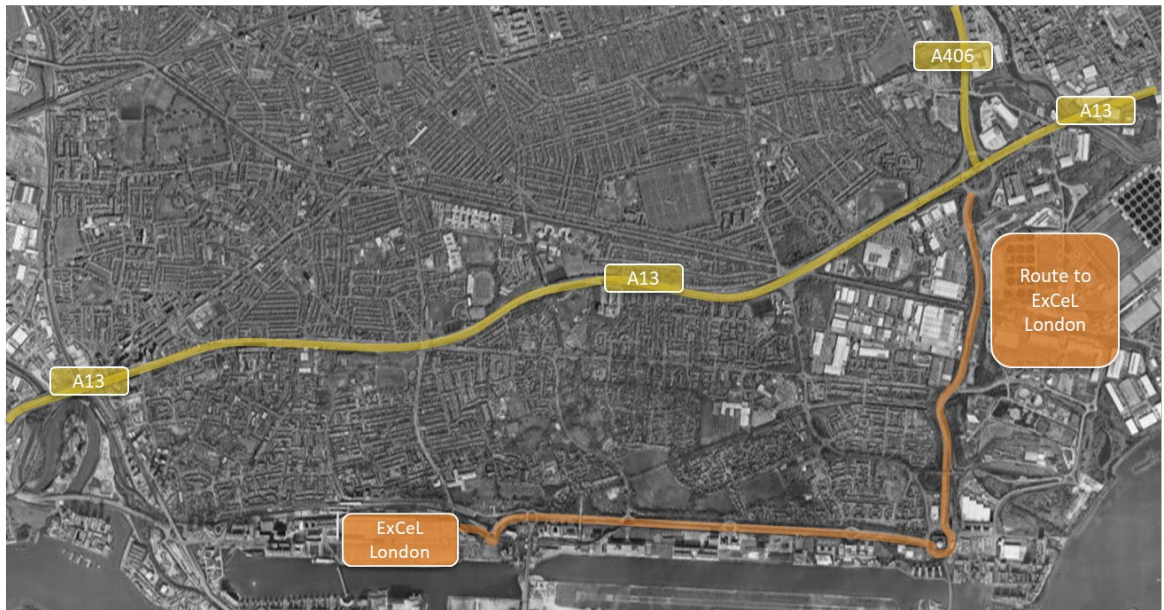 A406
A13
Route to
ExCeL
London
A13
A13
ExCeL
London